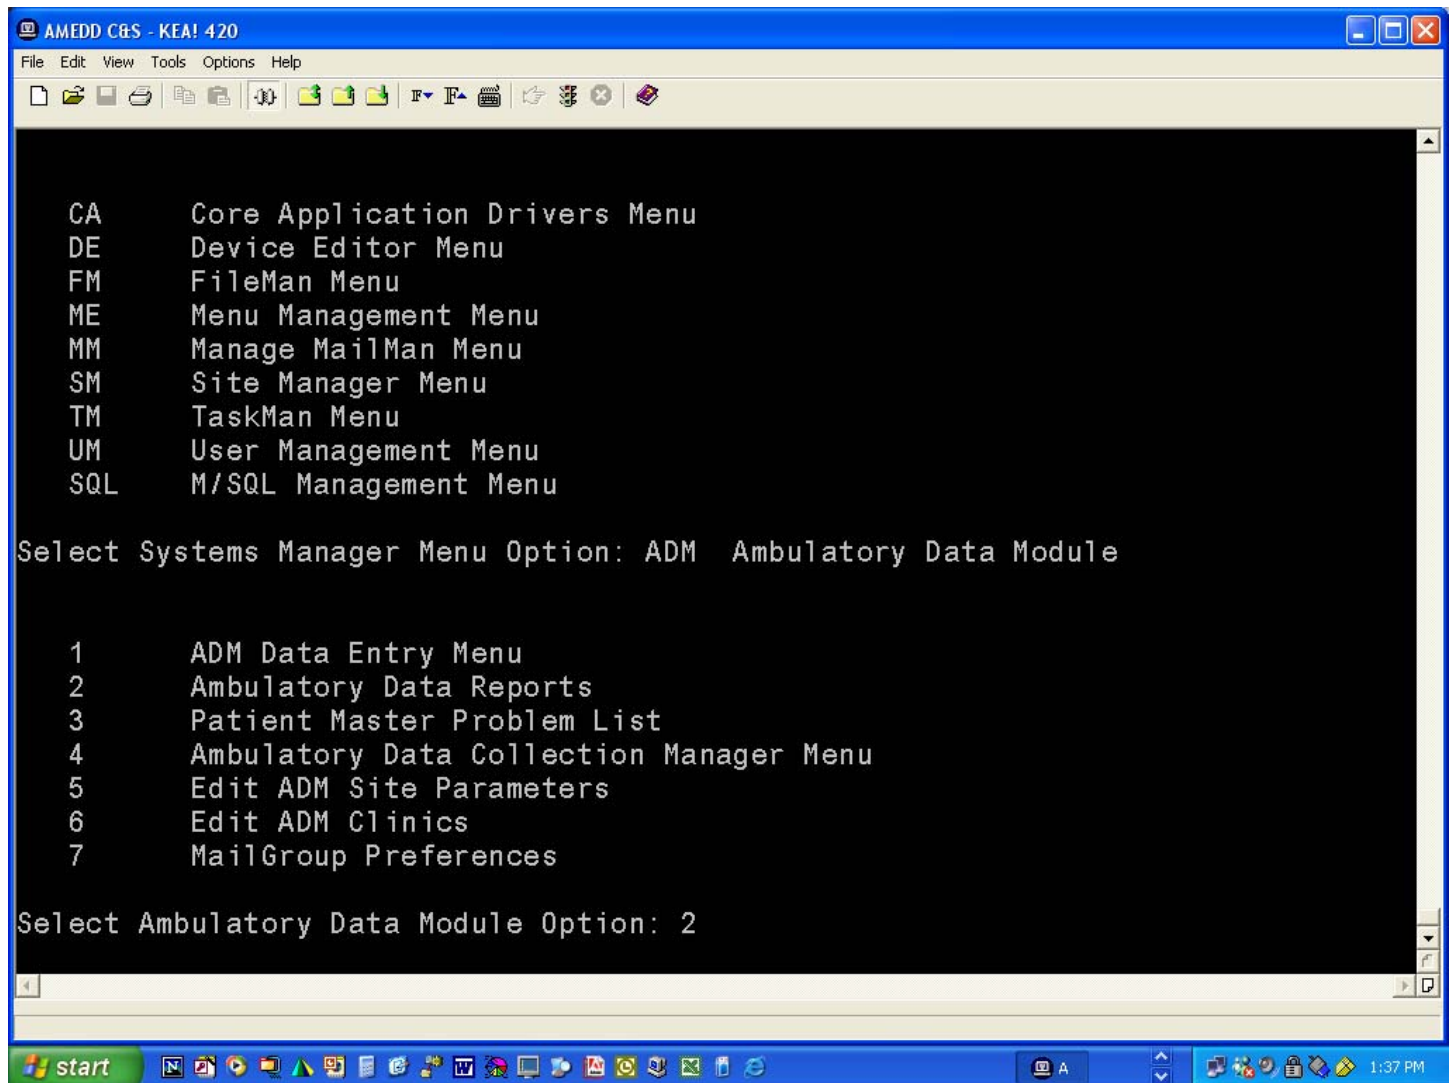 AMEDD C&S - KEA! 420
File Edit View Tools Options Help
CA Core Application Drivers Menu
DE Device Editor Menu
FM FileMan Menu
ME Menu Management Menu
MM Manage MailMan Menu
SM Site Manager Menu
TM TaskMan Menu
UM User Management Menu
SQL M/SQL Management Menu
Select Systems Manager Menu Option: ADM Ambulatory Data Module
1 ADM Data Entry Menu
2 Ambulatory Data Reports
3 Patient Master Problem List
4 Ambulatory Data Collection Manager Menu
5 Edit ADM Site Parameters
6 Edit ADM Clinics
7 MailGroup Preferences
Select Ambulatory Data Module Option: 2
start A 1:37 PM